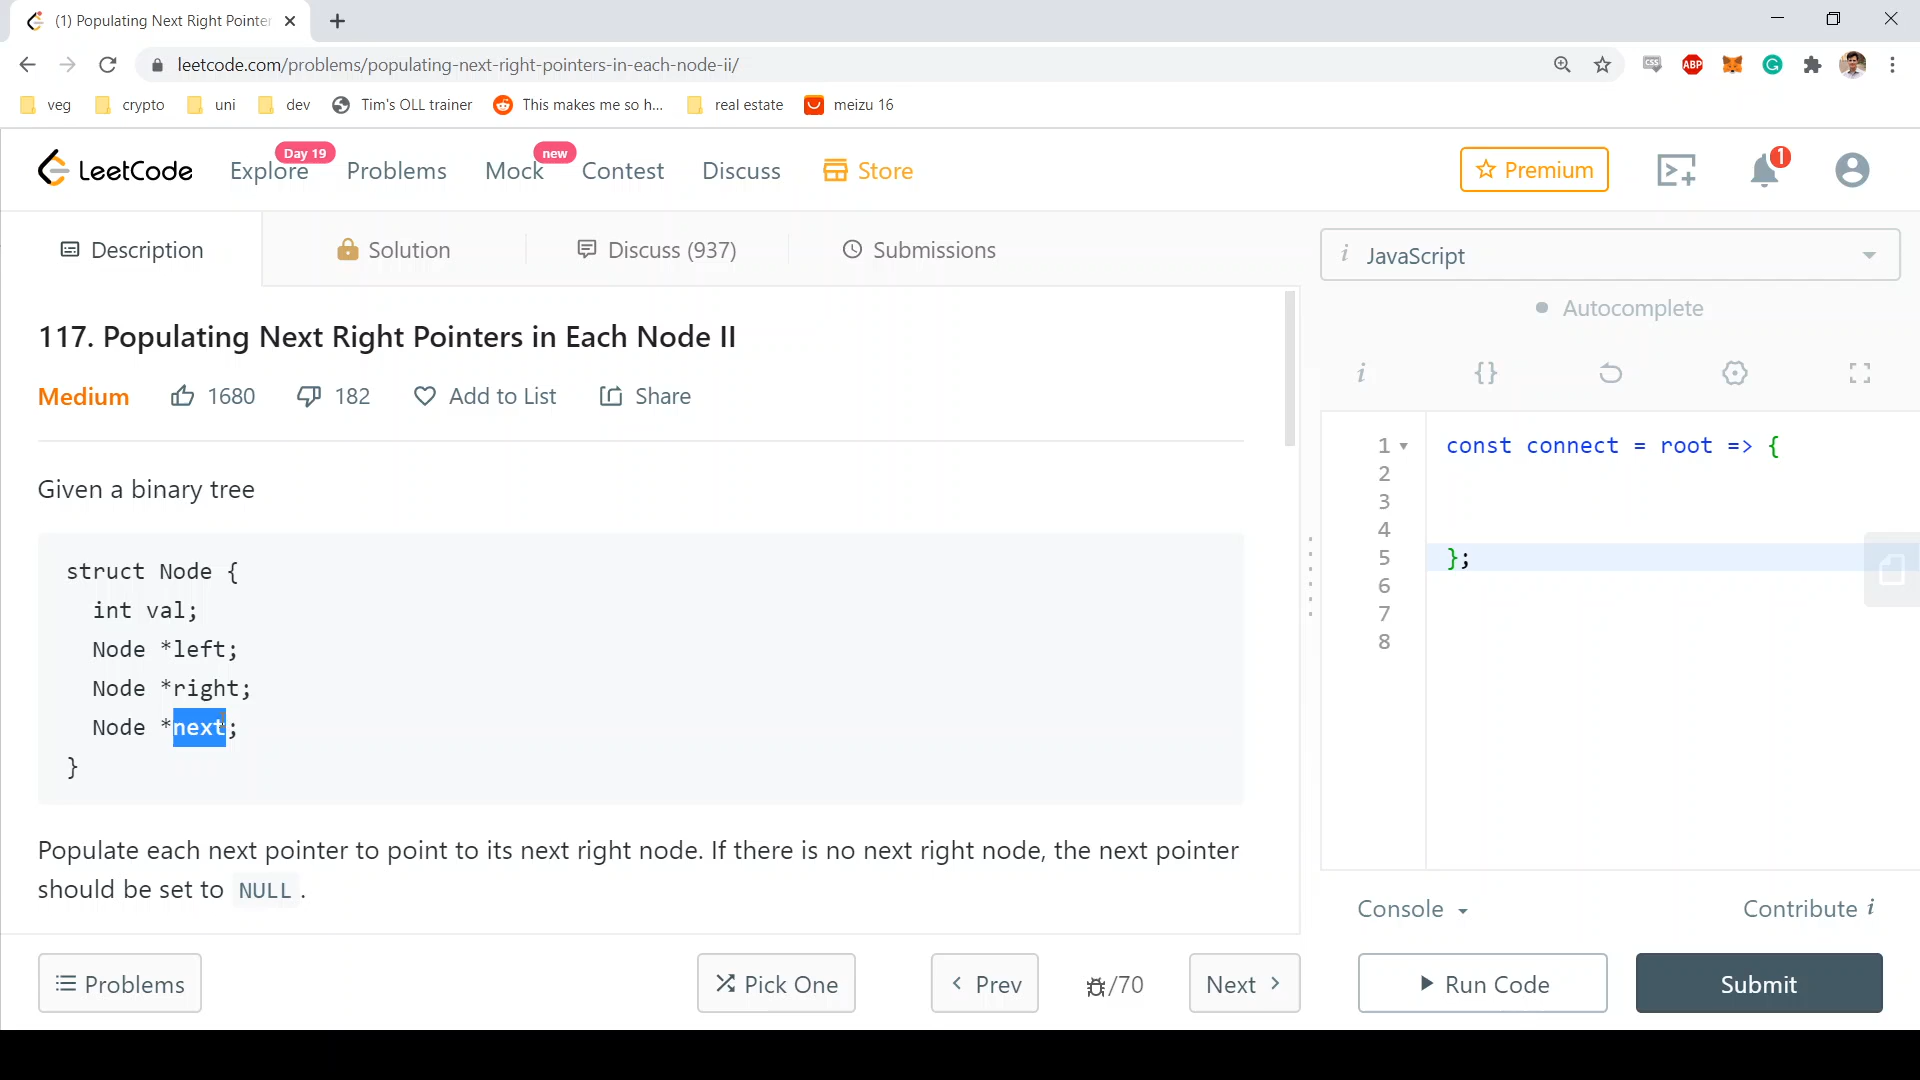 (1) Populating Next Right Pointer
leetcode.com/problems/populating-next-right-pointers-in-each-node-ii/
CSS
ABP
veg
crypto
uni
dev
Tim's OLL trainer
This makes me so h...
real estate
meizu 16
LeetCode
Explore
Day 19
Problems
Mock
new
Contest
Discuss
Store
Premium
1
Description
Solution
Discuss (937)
Submissions
117. Populating Next Right Pointers in Each Node II
Medium
1680
182
Add to List
Share
Given a binary tree
struct Node {
int val;
Node *left;
Node *right;
Node *next;
}
Populate each next pointer to point to its next right node. If there is no next right node, the next pointer
should be set to NULL .
Problems
Pick One
< Prev
/70
Next >
i JavaScript
Autocomplete
i {}
1 const connect = root => {
2
3
4
5 };
6
7
8
Console
Contribute i
Run Code
Submit